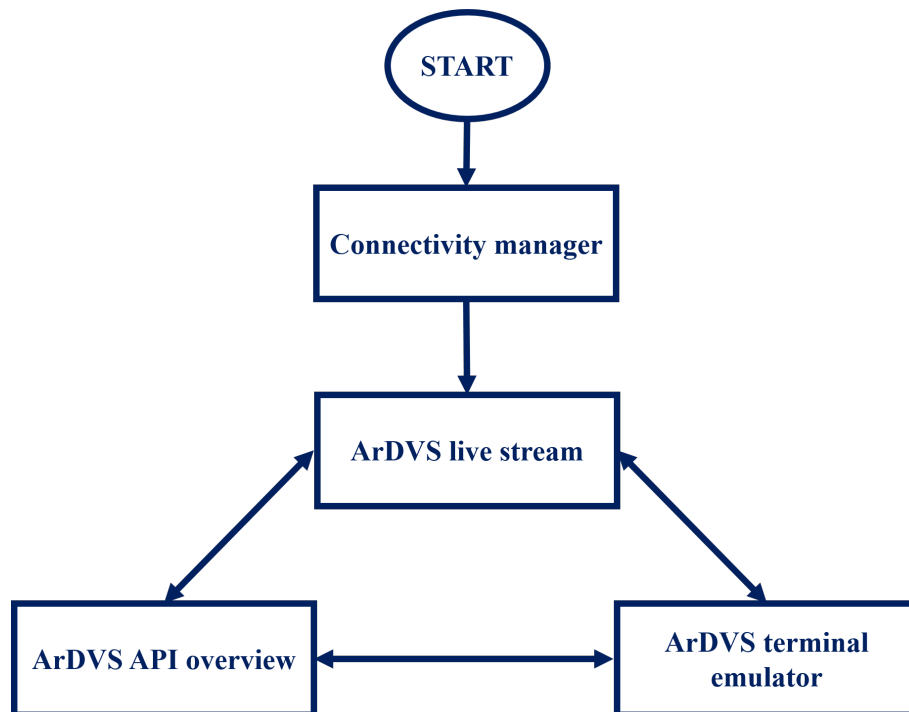 START
Connectivity manager
ArDVS live stream
ArDVS API overview
ArDVS terminal
emulator